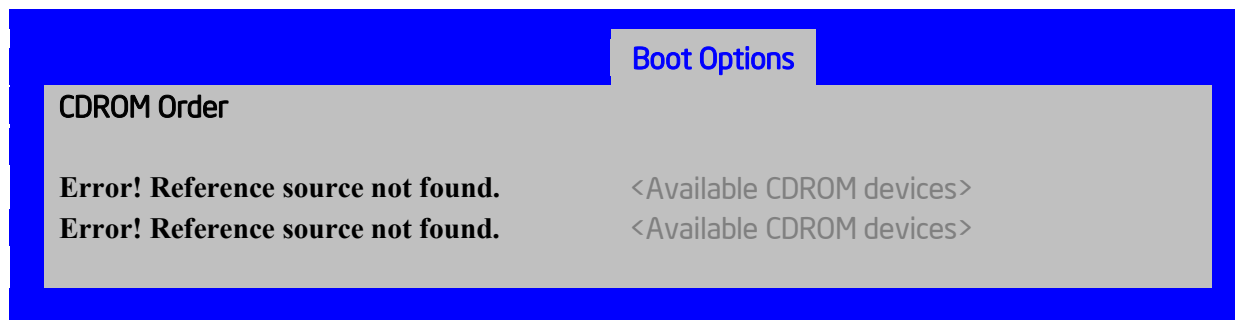 Boot Options
CDROM Order
Error! Reference source not found. <Available CDROM devices>
Error! Reference source not found. <Available CDROM devices>